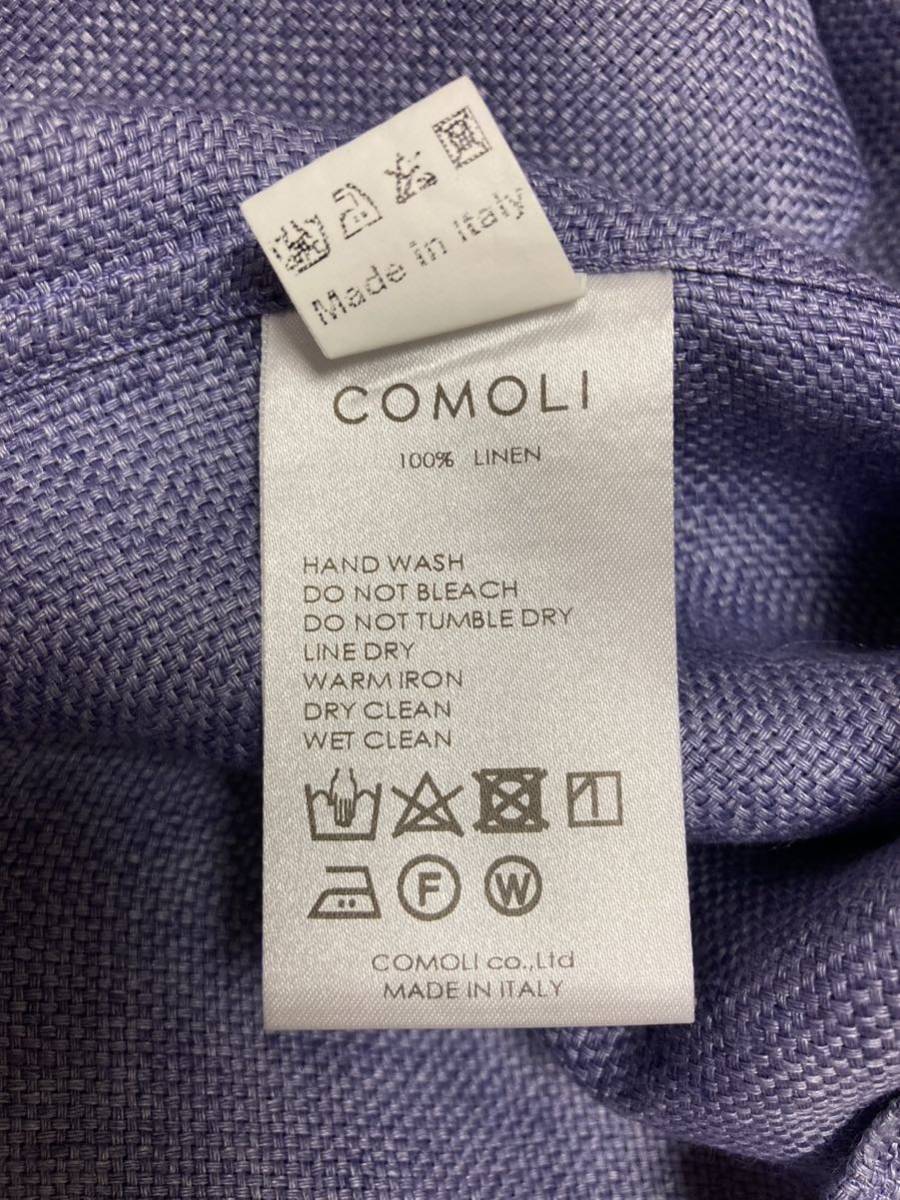 Made in Italy
COMOLI
100% LINEN
HAND WASH
DO NOT BLEACH
DO NOT TUMBLE DRY
LINE DRY
WARM IRON
DRY CLEAN
WET CLEAN
F W
COMOLI co.,Ltd
MADE IN ITALY